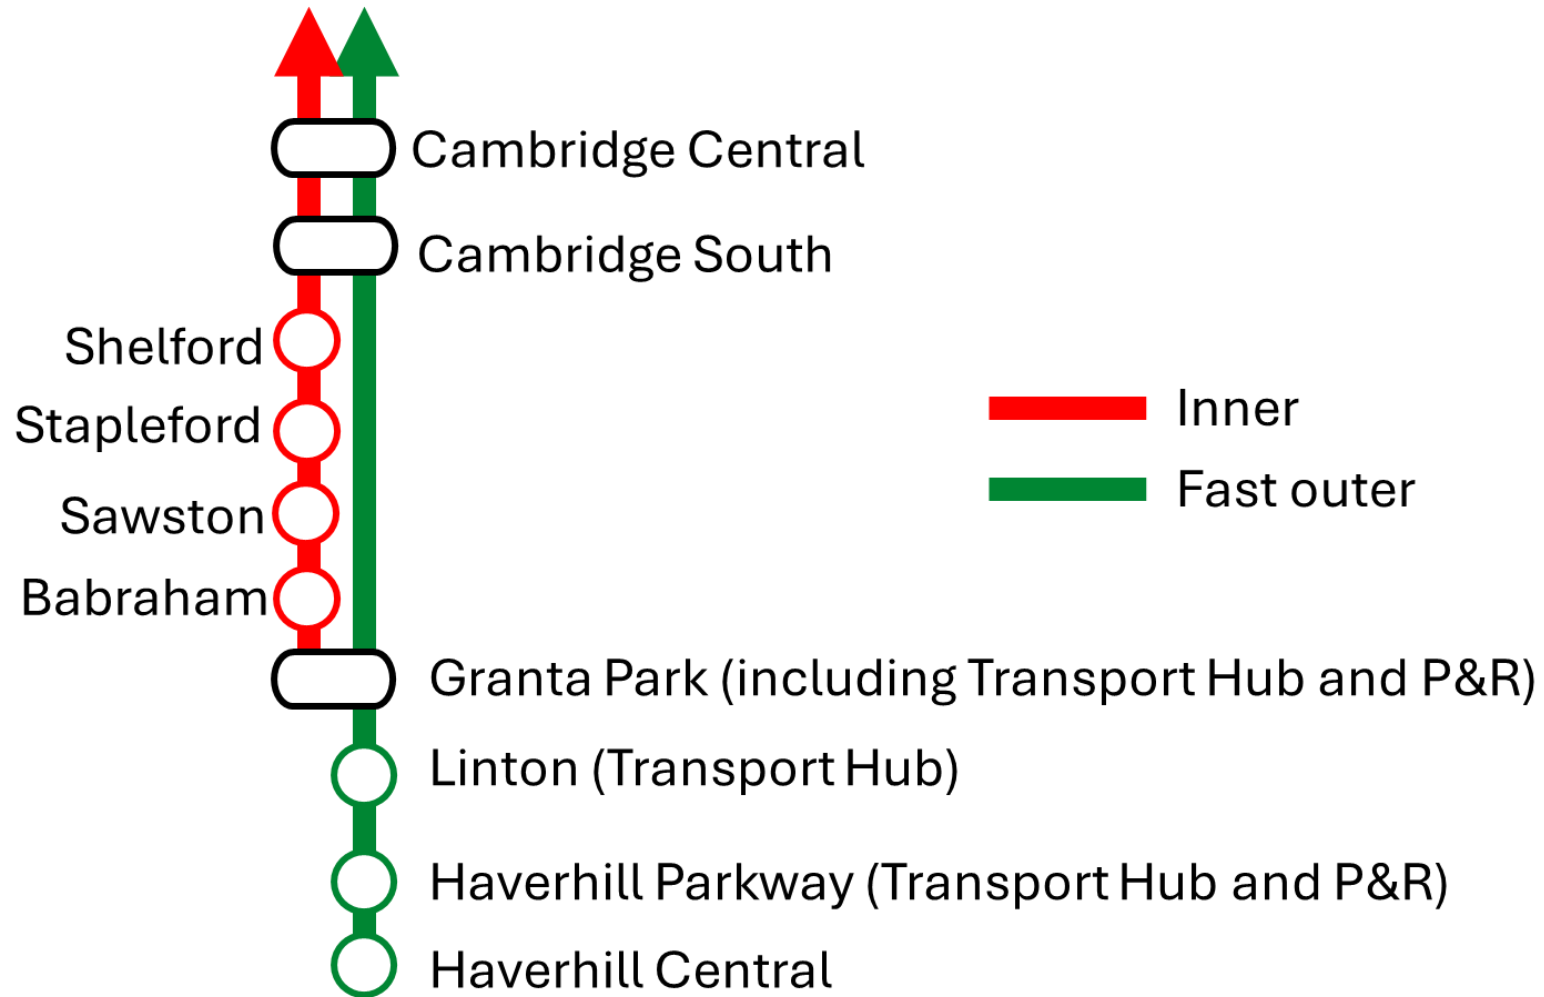 Cambridge Central
Cambridge South
Shelford
Stapleford
Sawston
Babraham
Granta Park (including Transport Hub and P&R)
Linton (Transport Hub)
Haverhill Parkway (Transport Hub and P&R)
Haverhill Central
Inner
Fast outer